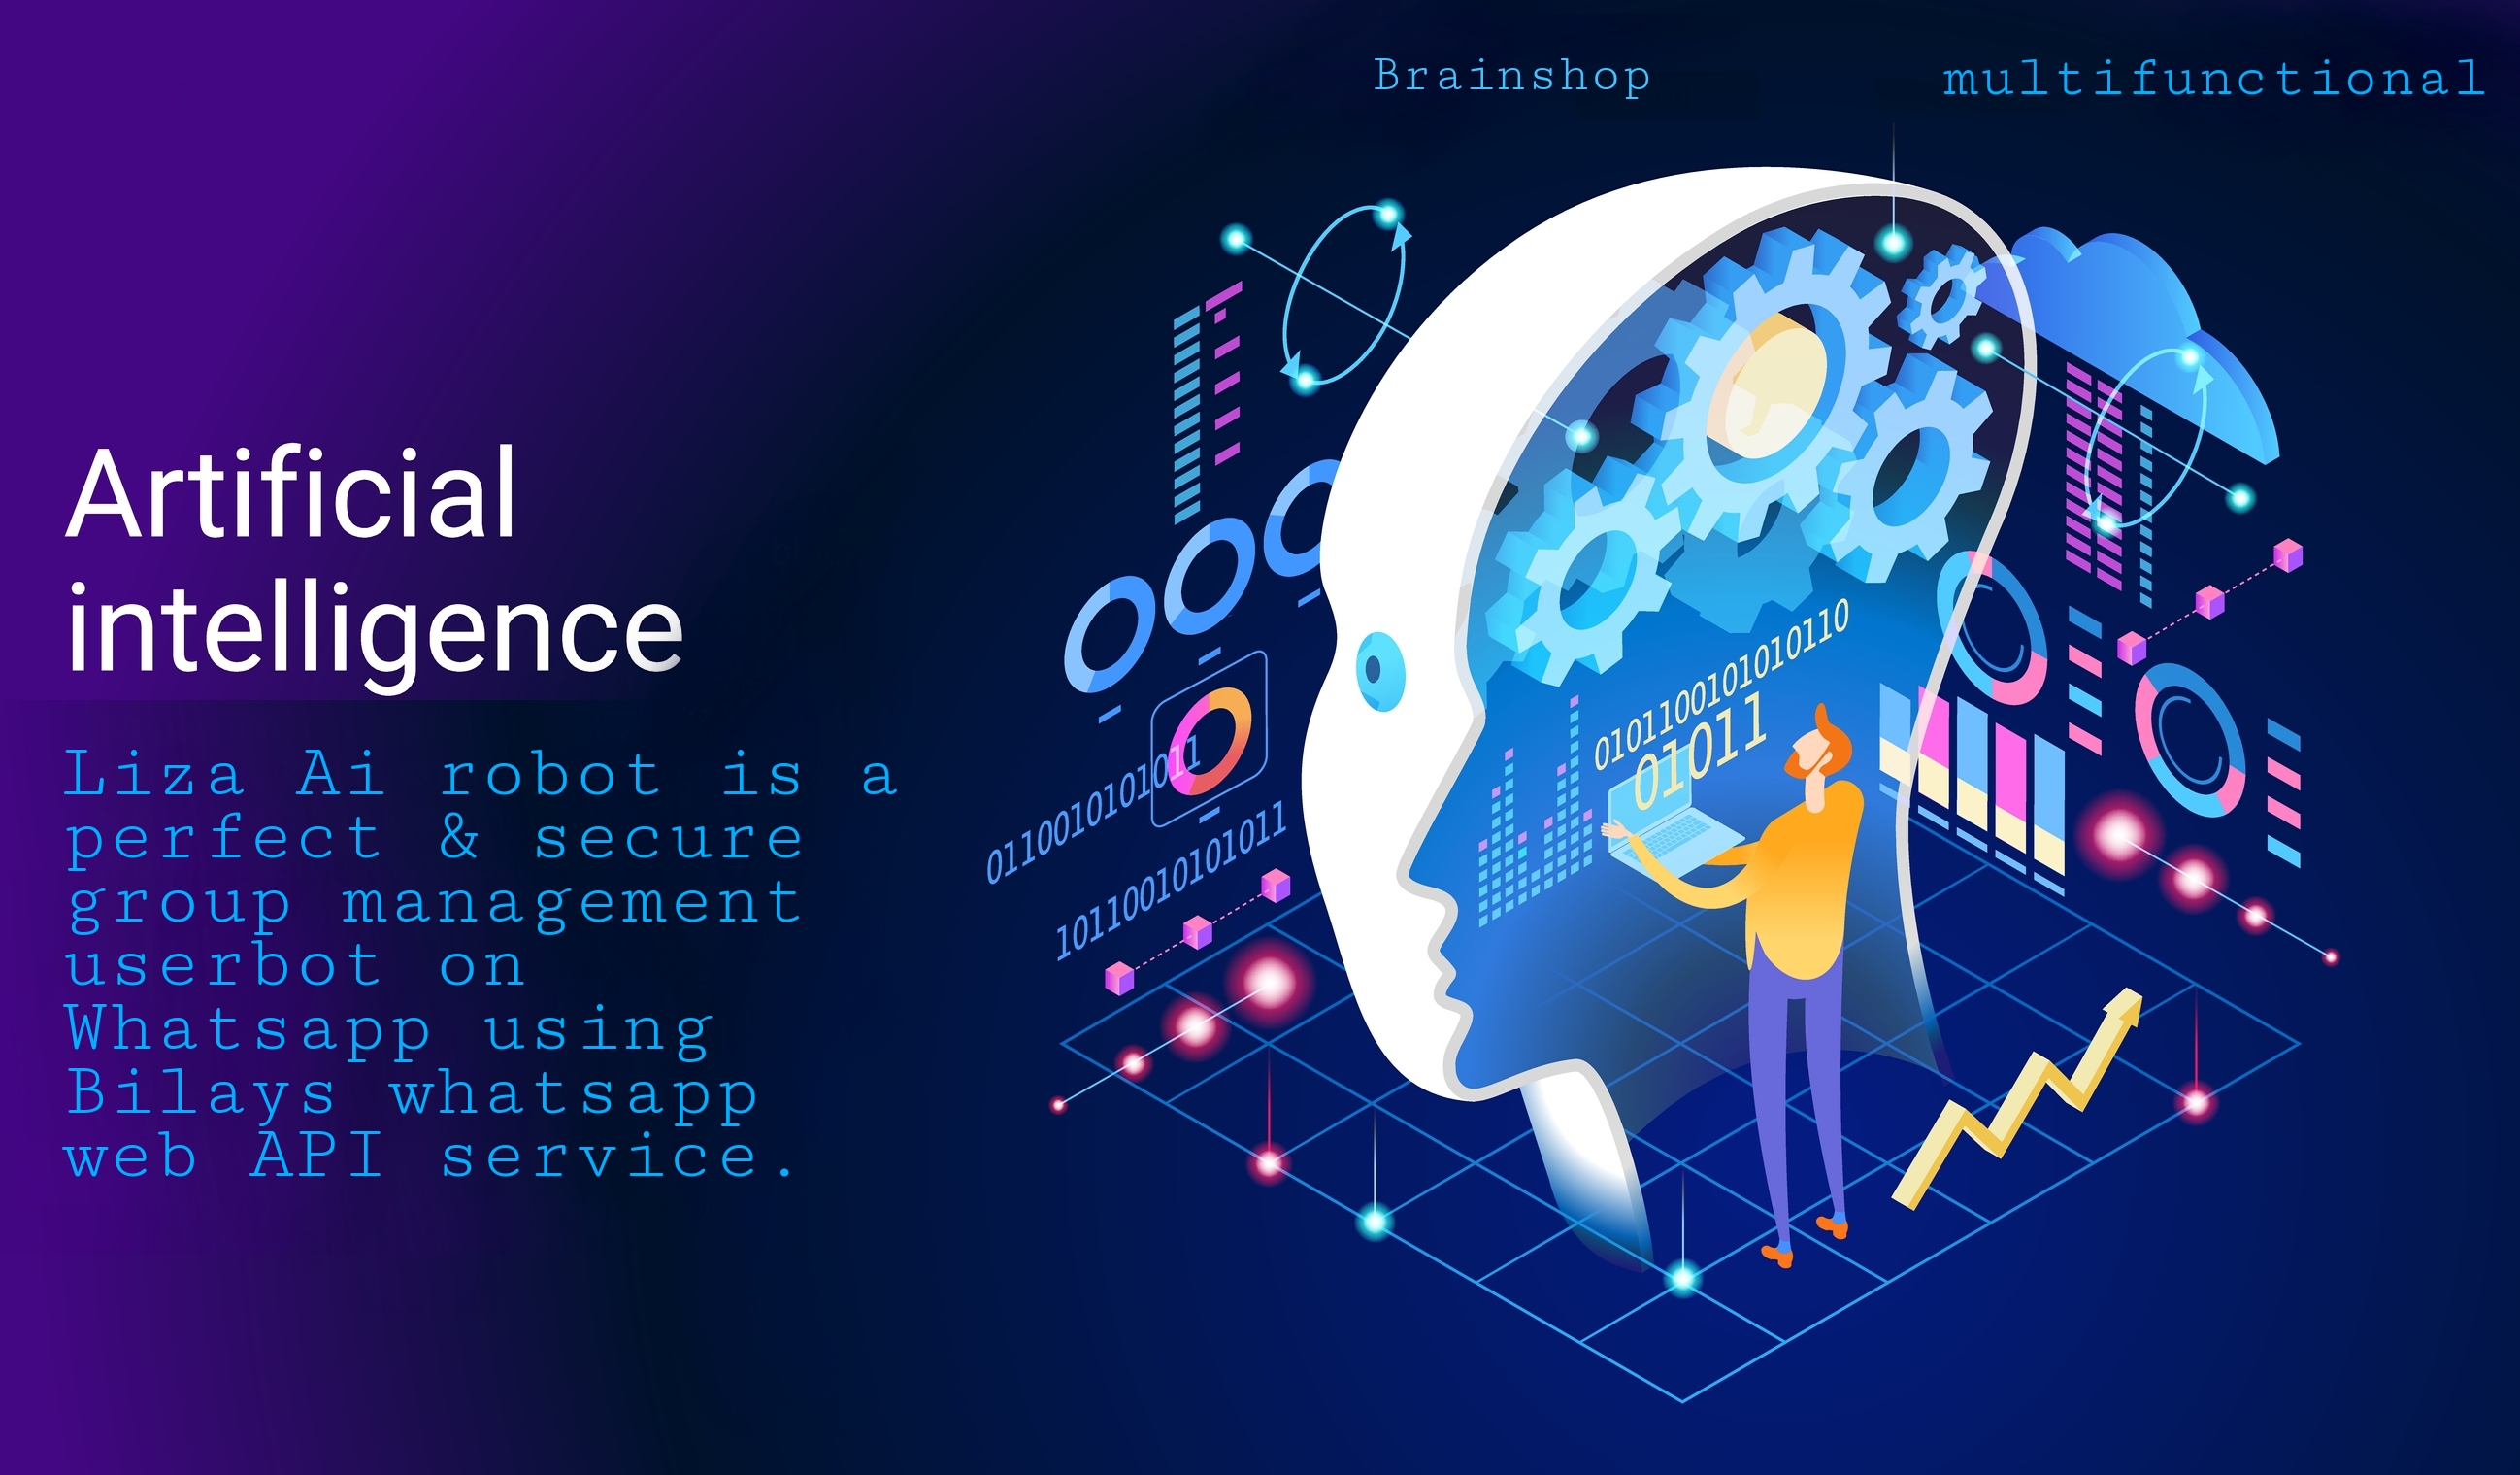 Brainshop
multifunctional
Artificial
intelligence
Liza Ai robot is a
perfect & secure
group management
userbot on
Whatsapp using
Bilays whatsapp
web API service.
0101100101010110
01011
011001010101011
1011001010101011